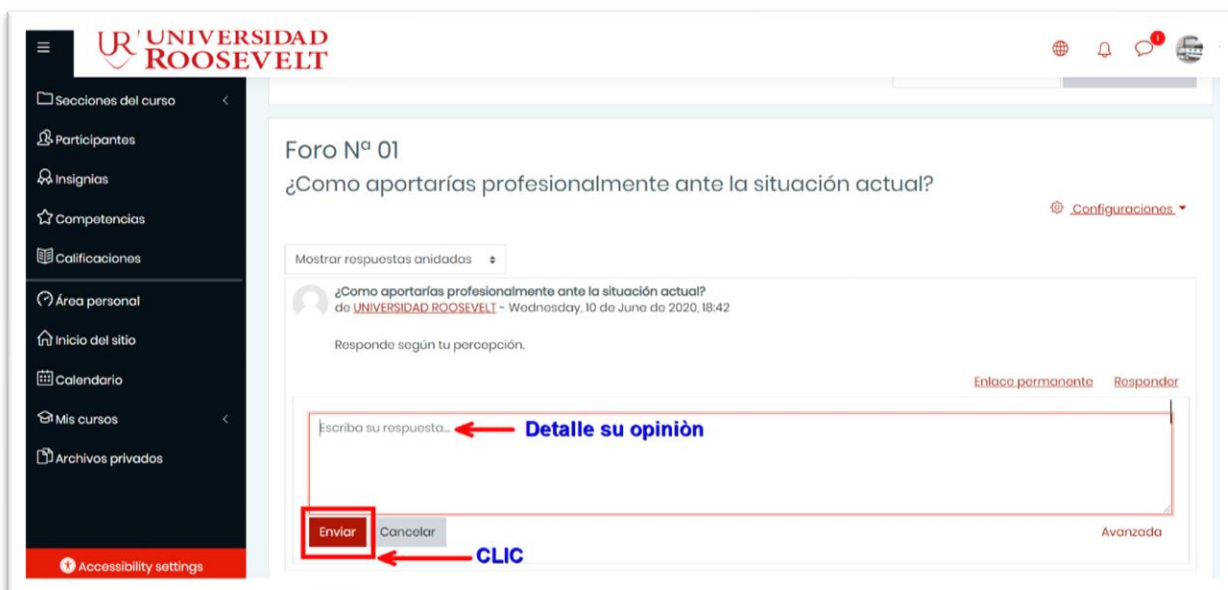 UR' UNIVERSIDAD
ROOSEVELT
1
Secciones del curso
Participantes
Insignias
Competencias
Calificaciones
Área personal
Inicio del sitio
Calendario
Mis cursos
Archivos privados
Accessibility settings
Foro Nª 01
¿Como aportarías profesionalmente ante la situación actual?
Configuraciones
Mostrar respuestas anidadas
¿Como aportarías profesionalmente ante la situación actual?
de UNIVERSIDAD ROOSEVELT - Wednesday, 10 de June de 2020, 18:42
Responde según tu percepción.
Enlace permanente Responder
Escriba su respuesta... Detalle su opiniòn
Enviar Cancelar Avanzada
CLIC